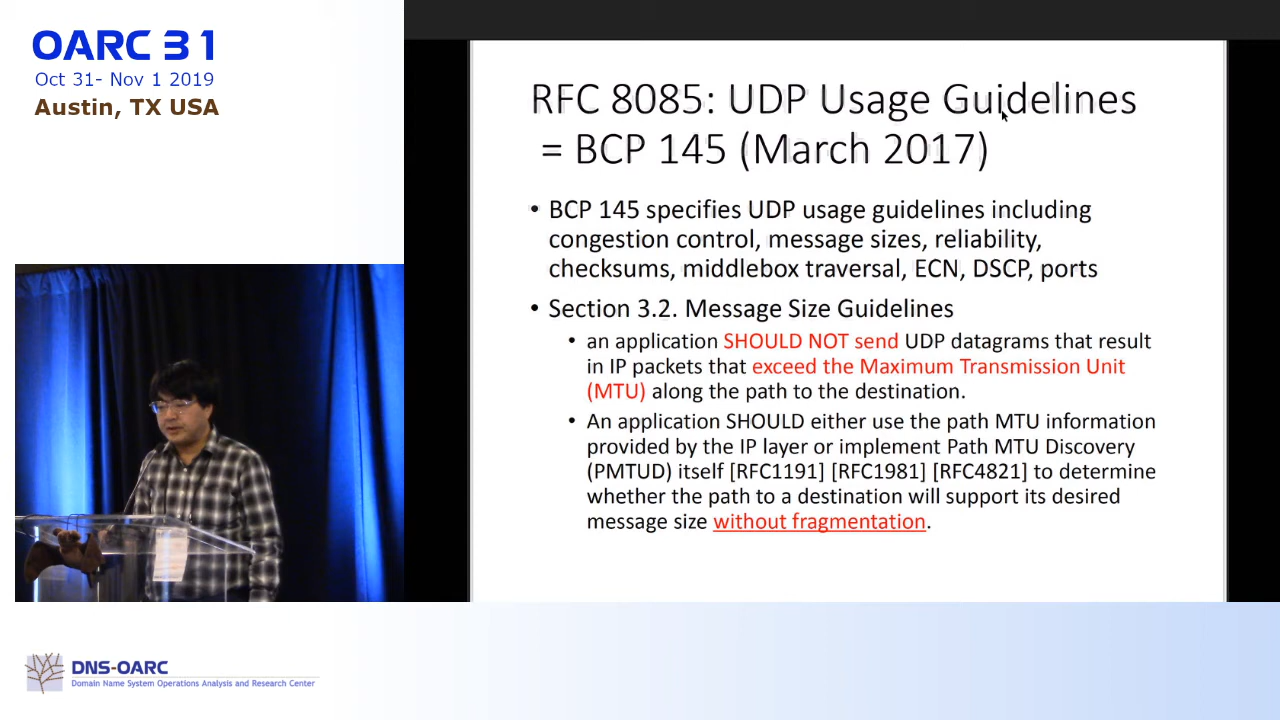 OARC 31
Oct 31- Nov 1 2019
Austin, TX USA
RFC 8085: UDP Usage Guidelines
= BCP 145 (March 2017)
• BCP 145 specifies UDP usage guidelines including
congestion control, message sizes, reliability,
checksums, middlebox traversal, ECN, DSCP, ports
• Section 3.2. Message Size Guidelines
• an application SHOULD NOT send UDP datagrams that result
in IP packets that exceed the Maximum Transmission Unit
(MTU) along the path to the destination.
• An application SHOULD either use the path MTU information
provided by the IP layer or implement Path MTU Discovery
(PMTUD) itself [RFC1191] [RFC1981] [RFC4821] to determine
whether the path to a destination will support its desired
message size without fragmentation.
DNS-OARC
Domain Name System Operations Analysis and Research Center